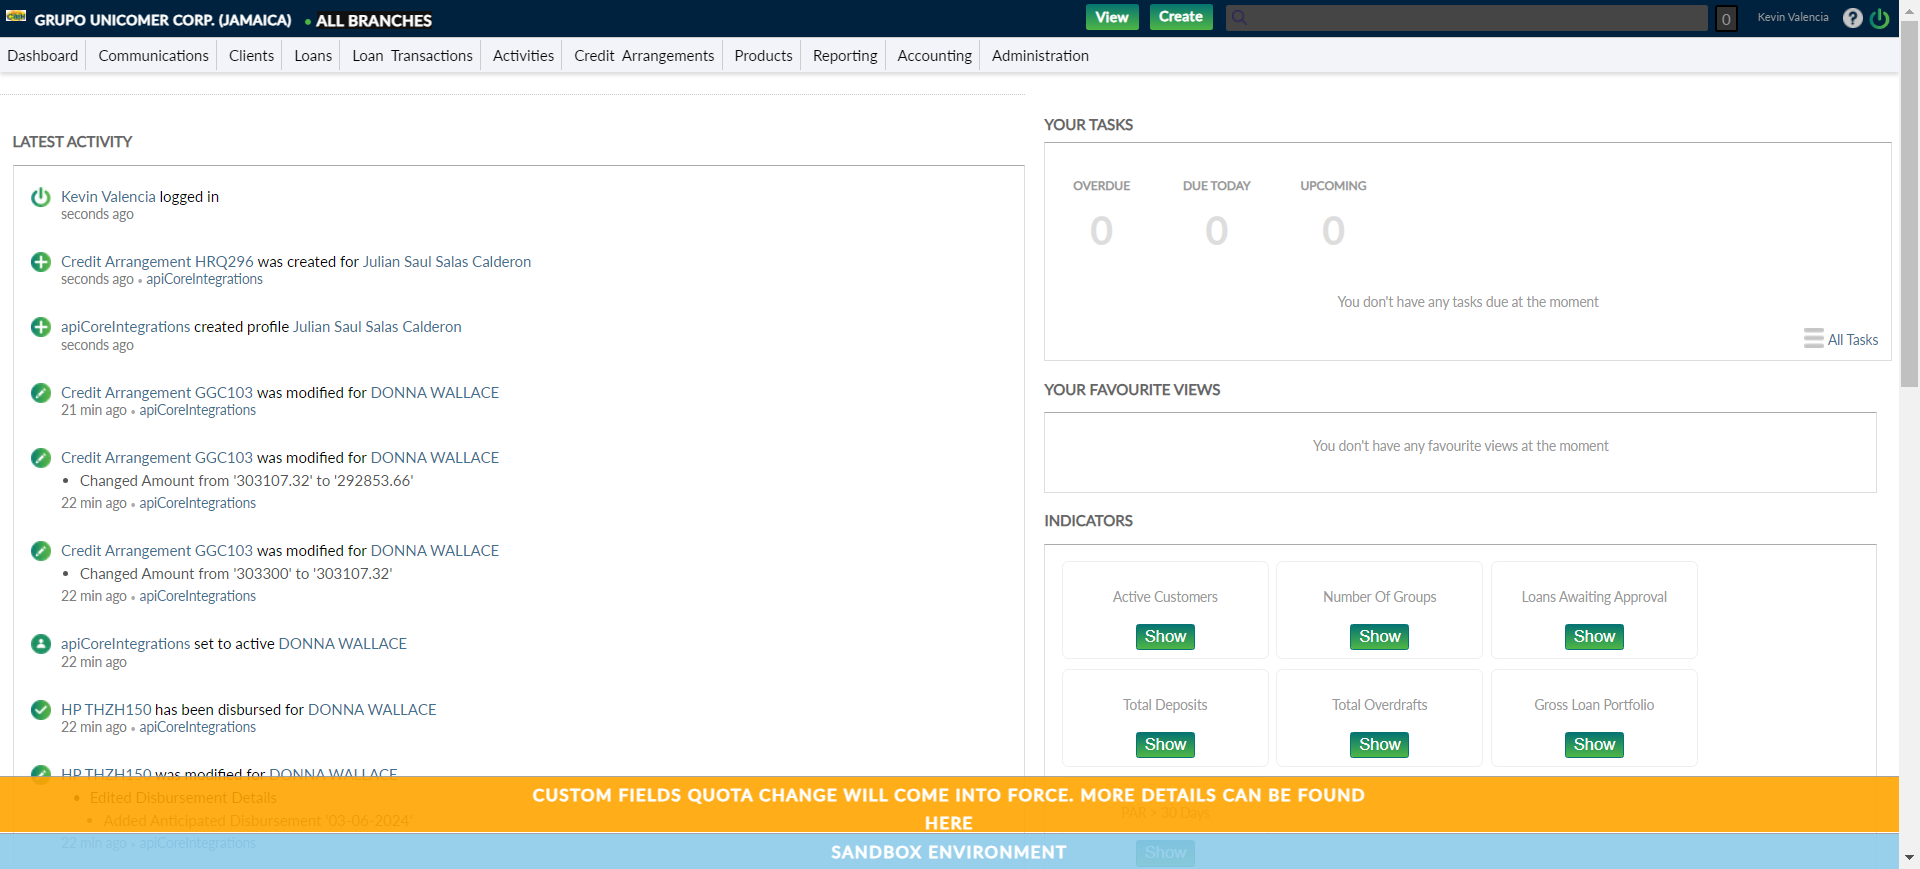 GRUPO UNICOMER CORP. (JAMAICA) • ALL BRANCHES
View Create 0 Kevin Valencia ?
Dashboard Communications Clients Loans Loan Transactions Activities Credit Arrangements Products Reporting Accounting Administration
LATEST ACTIVITY
Kevin Valencia logged in
seconds ago
Credit Arrangement HRQ296 was created for Julian Saul Salas Calderon
seconds ago • apiCoreIntegrations
apiCoreIntegrations created profile Julian Saul Salas Calderon
seconds ago
Credit Arrangement GGC103 was modified for DONNA WALLACE
21 min ago • apiCoreIntegrations
Credit Arrangement GGC103 was modified for DONNA WALLACE
• Changed Amount from '303107.32' to '292853.66'
22 min ago • apiCoreIntegrations
Credit Arrangement GGC103 was modified for DONNA WALLACE
• Changed Amount from '303300' to '303107.32'
22 min ago • apiCoreIntegrations
apiCoreIntegrations set to active DONNA WALLACE
22 min ago
HP THZH150 has been disbursed for DONNA WALLACE
22 min ago • apiCoreIntegrations
HP THZH150 was modified for DONNA WALLACE
• Edited Disbursement Details
• Added Anticipated Disbursement '03-06-2024'
22 min ago • apiCoreIntegrations
YOUR TASKS
OVERDUE DUE TODAY UPCOMING
0 0 0
You don't have any tasks due at the moment
All Tasks
YOUR FAVOURITE VIEWS
You don't have any favourite views at the moment
INDICATORS
Active Customers Number Of Groups Loans Awaiting Approval
Show Show Show
Total Deposits Total Overdrafts Gross Loan Portfolio
Show Show Show
PAR > 30 Days
Show
CUSTOM FIELDS QUOTA CHANGE WILL COME INTO FORCE. MORE DETAILS CAN BE FOUND
HERE
SANDBOX ENVIRONMENT